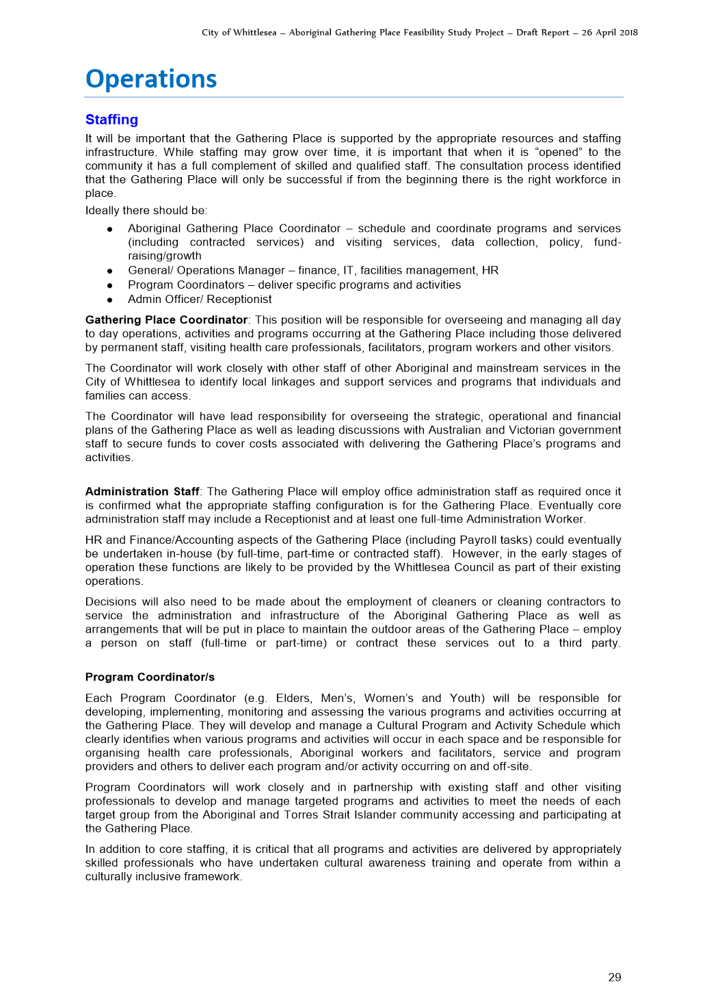 City of Whittlesea – Aboriginal Gathering Place Feasibility Study Project – Draft Report – 26 April 2018
Operations
Staffing
It will be important that the Gathering Place is supported by the appropriate resources and staffing
infrastructure. While staffing may grow over time, it is important that when it is “opened” to the
community it has a full complement of skilled and qualified staff. The consultation process identified
that the Gathering Place will only be successful if from the beginning there is the right workforce in
place.
Ideally there should be:
● Aboriginal Gathering Place Coordinator – schedule and coordinate programs and services
(including contracted services) and visiting services, data collection, policy, fund-
raising/growth
● General/ Operations Manager – finance, IT, facilities management, HR
● Program Coordinators – deliver specific programs and activities
● Admin Officer/ Receptionist
Gathering Place Coordinator: This position will be responsible for overseeing and managing all day
to day operations, activities and programs occurring at the Gathering Place including those delivered
by permanent staff, visiting health care professionals, facilitators, program workers and other visitors.
The Coordinator will work closely with other staff of other Aboriginal and mainstream services in the
City of Whittlesea to identify local linkages and support services and programs that individuals and
families can access.
The Coordinator will have lead responsibility for overseeing the strategic, operational and financial
plans of the Gathering Place as well as leading discussions with Australian and Victorian government
staff to secure funds to cover costs associated with delivering the Gathering Place’s programs and
activities.
Administration Staff: The Gathering Place will employ office administration staff as required once it
is confirmed what the appropriate staffing configuration is for the Gathering Place. Eventually core
administration staff may include a Receptionist and at least one full-time Administration Worker.
HR and Finance/Accounting aspects of the Gathering Place (including Payroll tasks) could eventually
be undertaken in-house (by full-time, part-time or contracted staff). However, in the early stages of
operation these functions are likely to be provided by the Whittlesea Council as part of their existing
operations.
Decisions will also need to be made about the employment of cleaners or cleaning contractors to
service the administration and infrastructure of the Aboriginal Gathering Place as well as
arrangements that will be put in place to maintain the outdoor areas of the Gathering Place – employ
a person on staff (full-time or part-time) or contract these services out to a third party.
Program Coordinator/s
Each Program Coordinator (e.g. Elders, Men’s, Women’s and Youth) will be responsible for
developing, implementing, monitoring and assessing the various programs and activities occurring at
the Gathering Place. They will develop and manage a Cultural Program and Activity Schedule which
clearly identifies when various programs and activities will occur in each space and be responsible for
organising health care professionals, Aboriginal workers and facilitators, service and program
providers and others to deliver each program and/or activity occurring on and off-site.
Program Coordinators will work closely and in partnership with existing staff and other visiting
professionals to develop and manage targeted programs and activities to meet the needs of each
target group from the Aboriginal and Torres Strait Islander community accessing and participating at
the Gathering Place.
In addition to core staffing, it is critical that all programs and activities are delivered by appropriately
skilled professionals who have undertaken cultural awareness training and operate from within a
culturally inclusive framework.
29